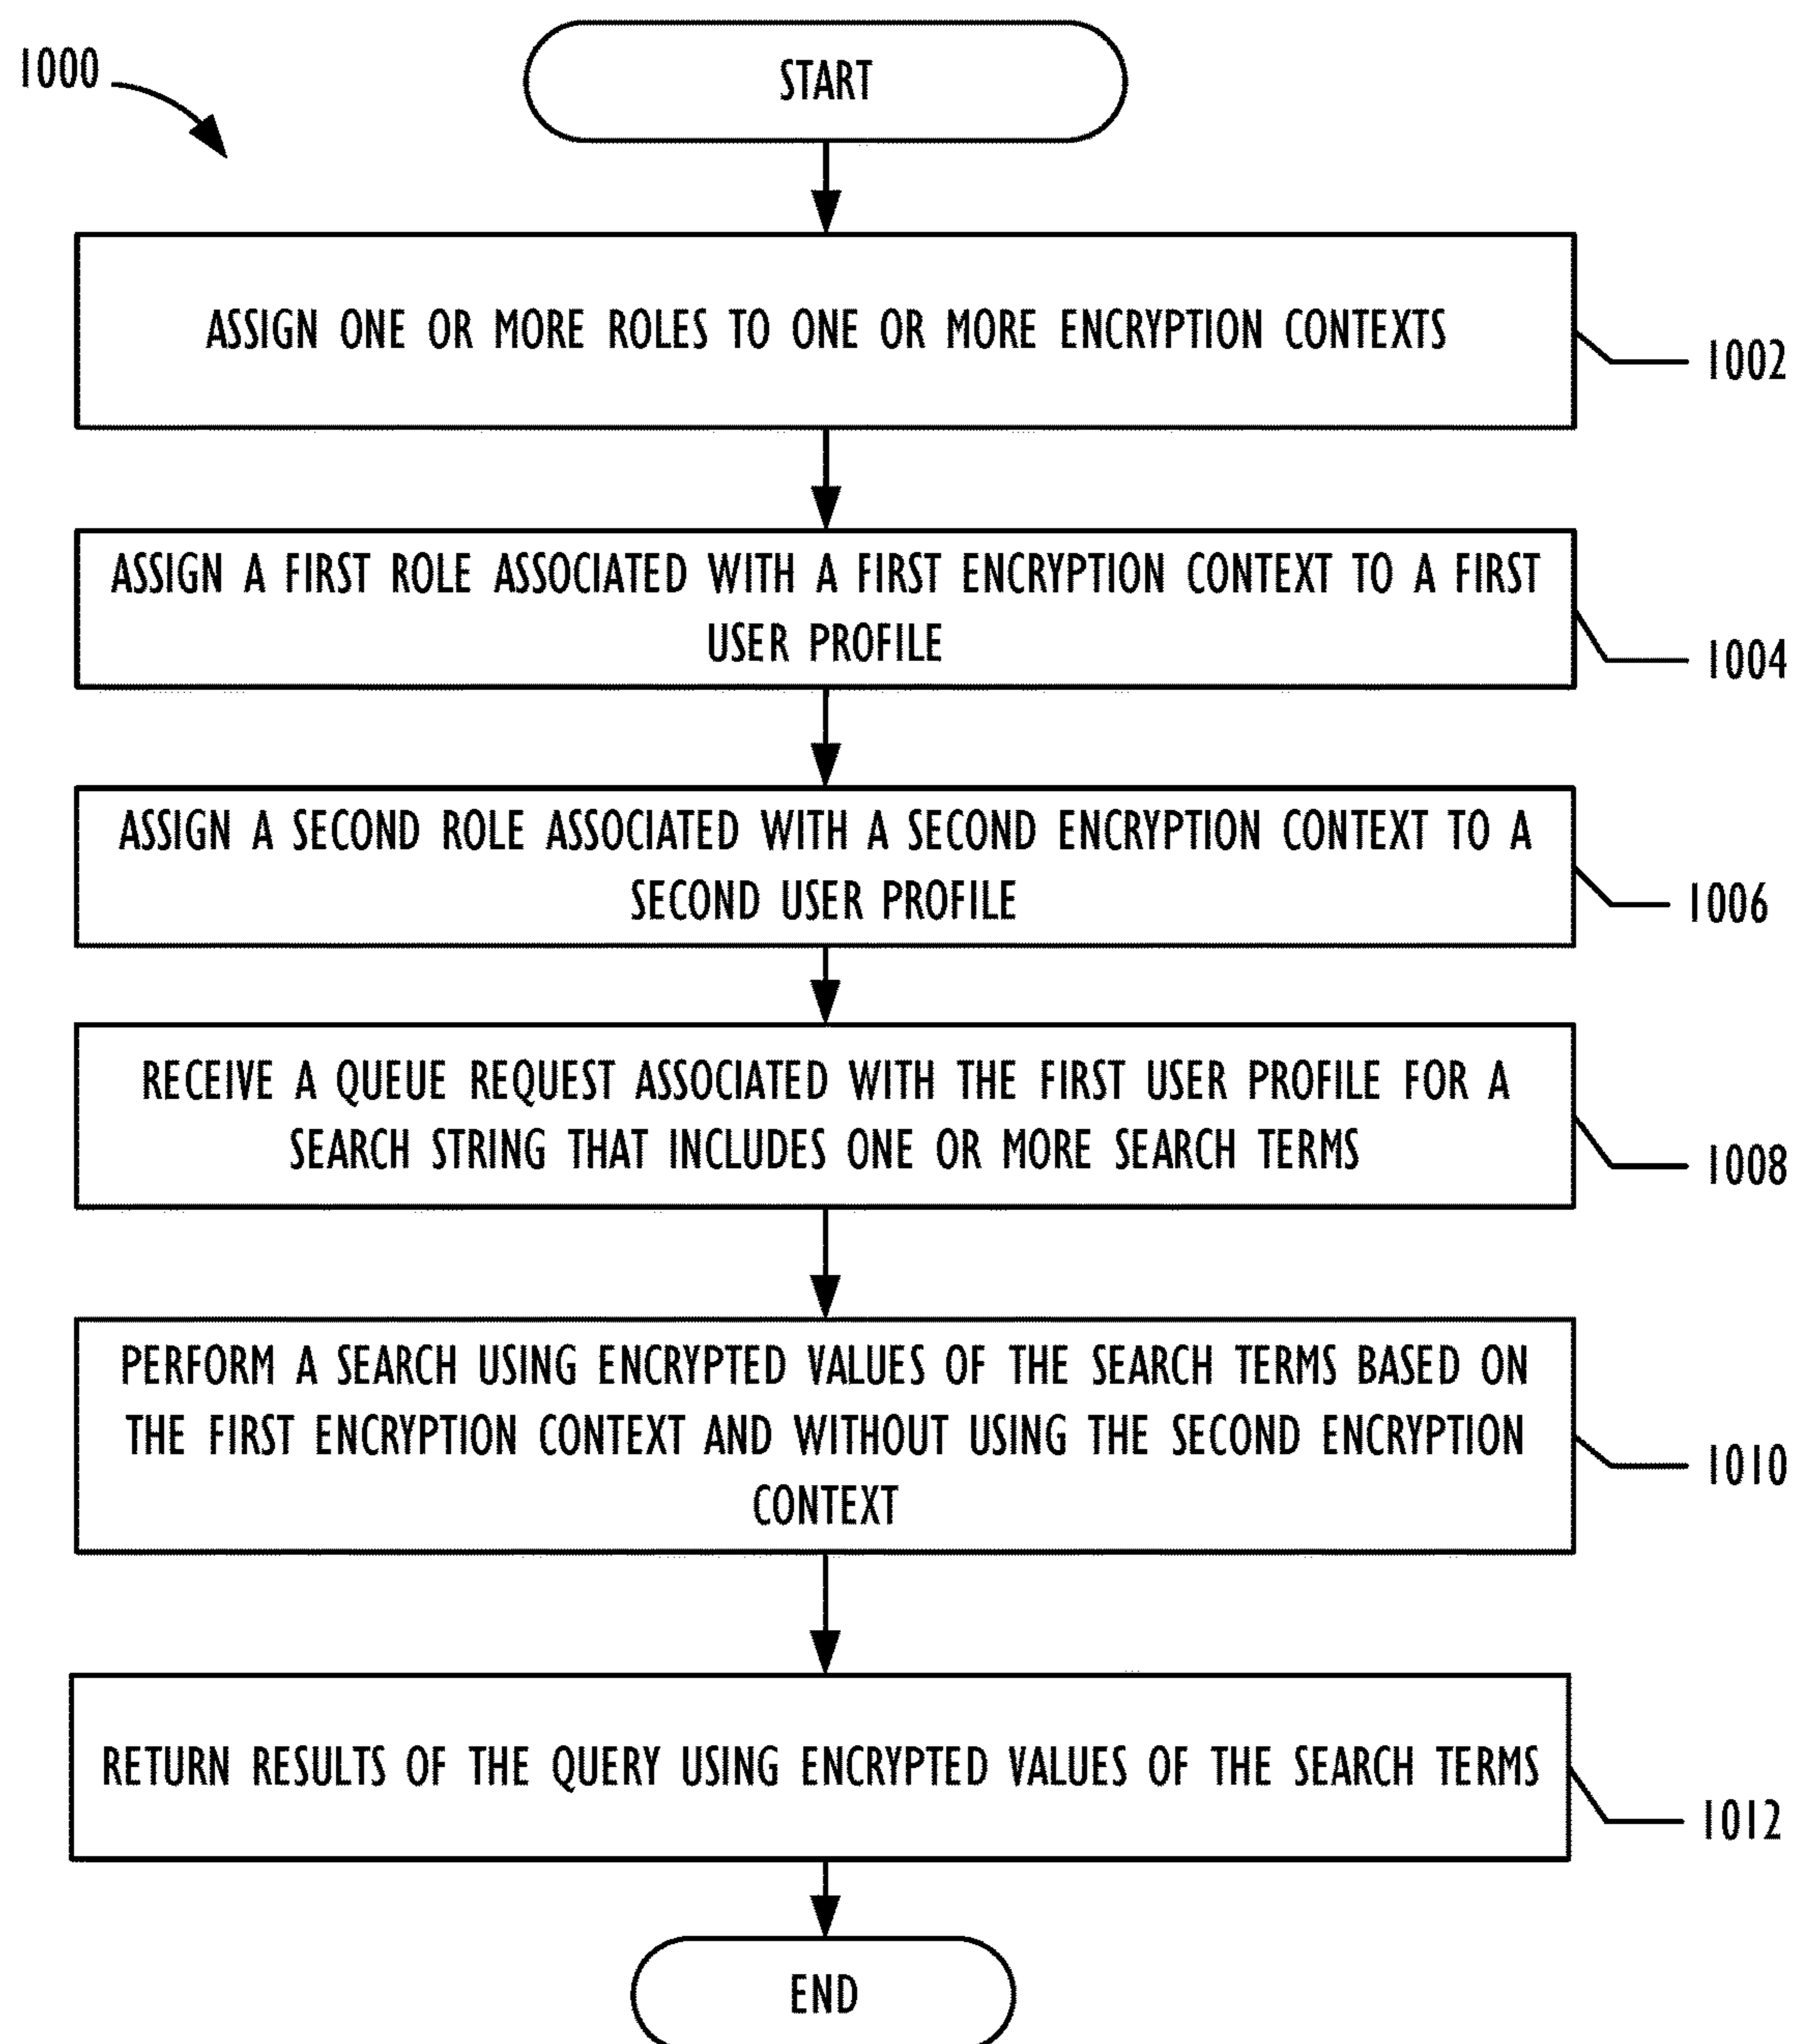 1000
START
ASSIGN ONE OR MORE ROLES TO ONE OR MORE ENCRYPTION CONTEXTS
1002
ASSIGN A FIRST ROLE ASSOCIATED WITH A FIRST ENCRYPTION CONTEXT TO A FIRST
USER PROFILE
1004
ASSIGN A SECOND ROLE ASSOCIATED WITH A SECOND ENCRYPTION CONTEXT TO A
SECOND USER PROFILE
1006
RECEIVE A QUEUE REQUEST ASSOCIATED WITH THE FIRST USER PROFILE FOR A
SEARCH STRING THAT INCLUDES ONE OR MORE SEARCH TERMS
1008
PERFORM A SEARCH USING ENCRYPTED VALUES OF THE SEARCH TERMS BASED ON
THE FIRST ENCRYPTION CONTEXT AND WITHOUT USING THE SECOND ENCRYPTION
CONTEXT
1010
RETURN RESULTS OF THE QUERY USING ENCRYPTED VALUES OF THE SEARCH TERMS
1012
END